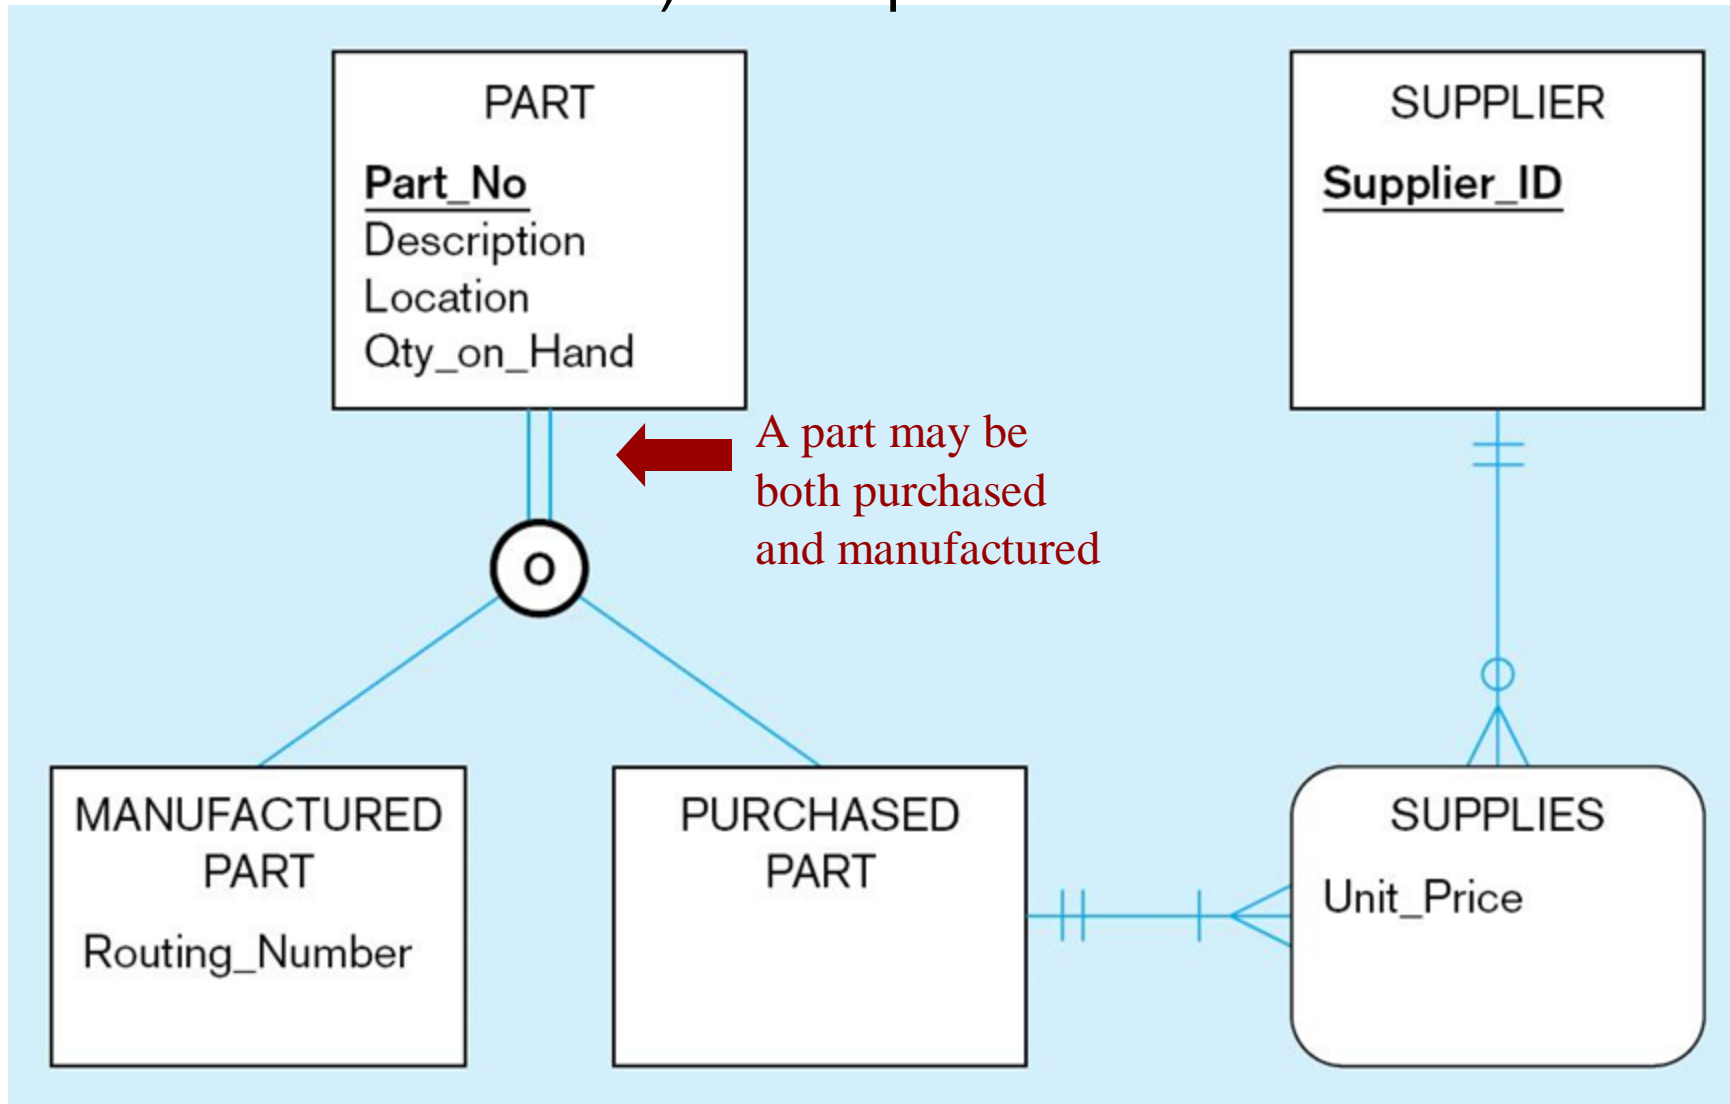 PART
Part_No
Description
Location
Qty_on_Hand
SUPPLIER
Supplier_ID
A part may be
both purchased
and manufactured
O
MANUFACTURED
PART
Routing_Number
PURCHASED
PART
SUPPLIES
Unit_Price